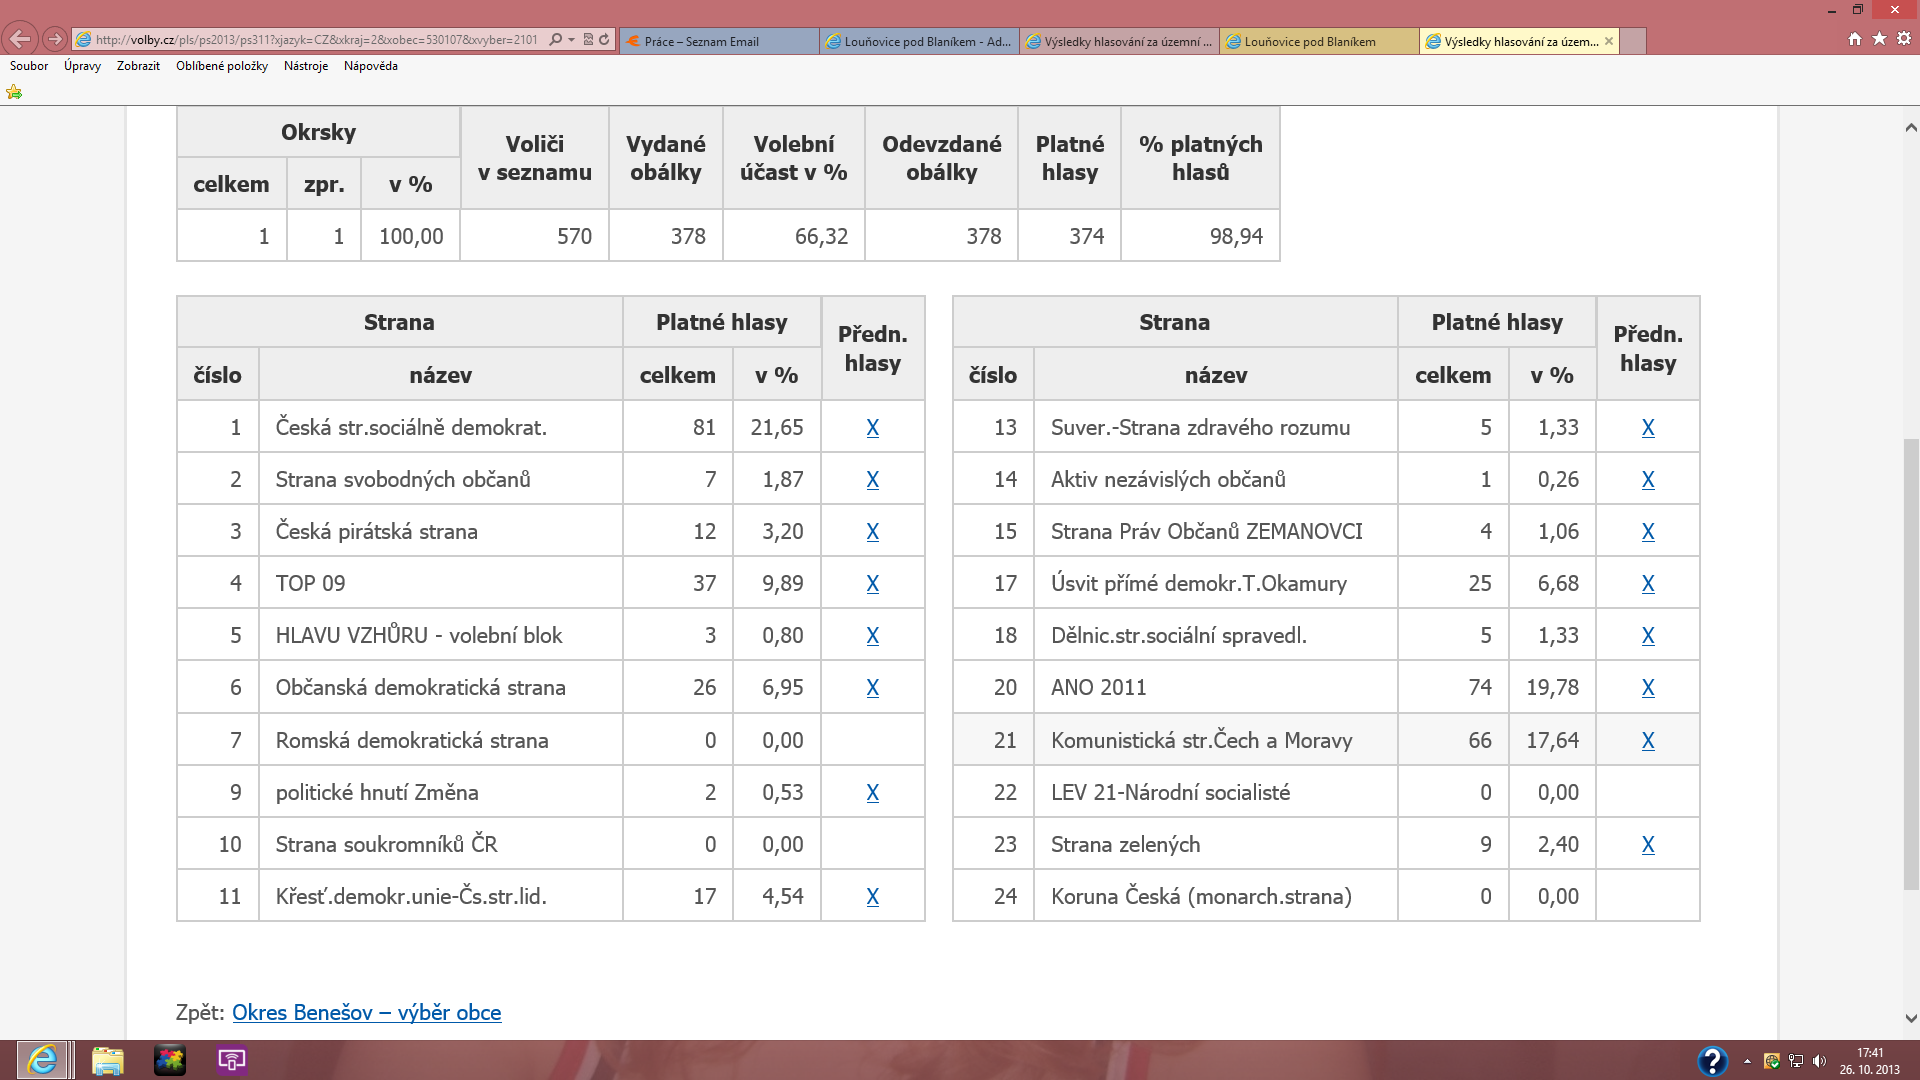 http://volby.cz/pls/ps2013/ps311?xjazyk=CZ&xkraj=2&xobec=530107&xvyber=2101
Práce – Seznam Email
Louňovice pod Blaníkem - Ad...
Výsledky hlasování za územní ...
Louňovice pod Blaníkem
Výsledky hlasování za územ...
Soubor Úpravy Zobrazit Oblíbené položky Nástroje Nápověda
Okrsky Voliči v seznamu Vydané obálky Volební účast v % Odevzdané obálky Platné hlasy % platných hlasů
celkem zpr. v %
1 1 100,00 570 378 66,32 378 374 98,94
Strana Platné hlasy Předn. hlasy
číslo název celkem v %
1 Česká str.sociálně demokrat. 81 21,65 X
2 Strana svobodných občanů 7 1,87 X
3 Česká pirátská strana 12 3,20 X
4 TOP 09 37 9,89 X
5 HLAVU VZHŮRU - volební blok 3 0,80 X
6 Občanská demokratická strana 26 6,95 X
7 Romská demokratická strana 0 0,00
9 politické hnutí Změna 2 0,53 X
10 Strana soukromníků ČR 0 0,00
11 Křesť.demokr.unie-Čs.str.lid. 17 4,54 X
Strana Platné hlasy Předn. hlasy
číslo název celkem v %
13 Suver.-Strana zdravého rozumu 5 1,33 X
14 Aktiv nezávislých občanů 1 0,26 X
15 Strana Práv Občanů ZEMANOVCI 4 1,06 X
17 Úsvit přímé demokr.T.Okamury 25 6,68 X
18 Dělnic.str.sociální spravedl. 5 1,33 X
20 ANO 2011 74 19,78 X
21 Komunistická str.Čech a Moravy 66 17,64 X
22 LEV 21-Národní socialisté 0 0,00
23 Strana zelených 9 2,40 X
24 Koruna Česká (monarch.strana) 0 0,00
Zpět: Okres Benešov – výběr obce
17:41
26. 10. 2013